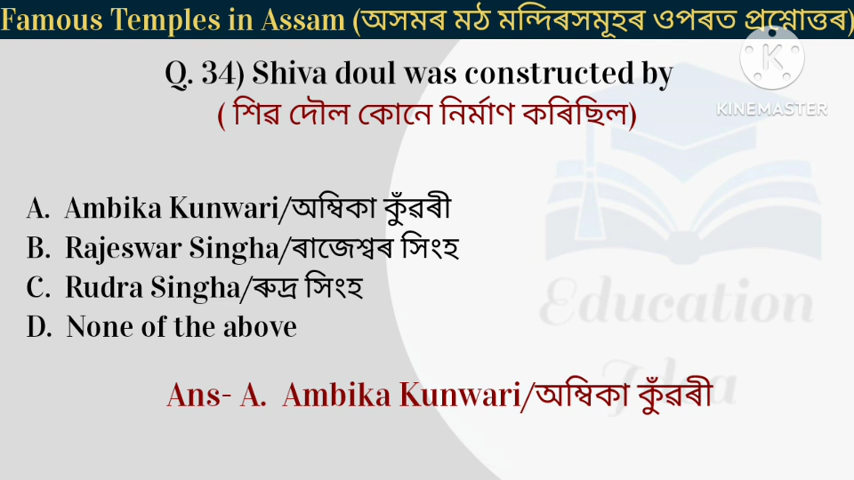 Famous Temples in Assam (অসমৰ মঠ মন্দিৰসমূহৰ ওপৰত প্ৰশ্নোত্তৰ)
KINEMASTER
Q. 34) Shiva doul was constructed by
( শিৱ দৌল কোনে নিৰ্মাণ কৰিছিল)
A. Ambika Kunwari/অম্বিকা কুঁৱৰী
B. Rajeswar Singha/ৰাজেশ্বৰ সিংহ
C. Rudra Singha/ৰুদ্ৰ সিংহ
D. None of the above
Education
Ans- A. Ambika Kunwari/অম্বিকা কুঁৱৰী